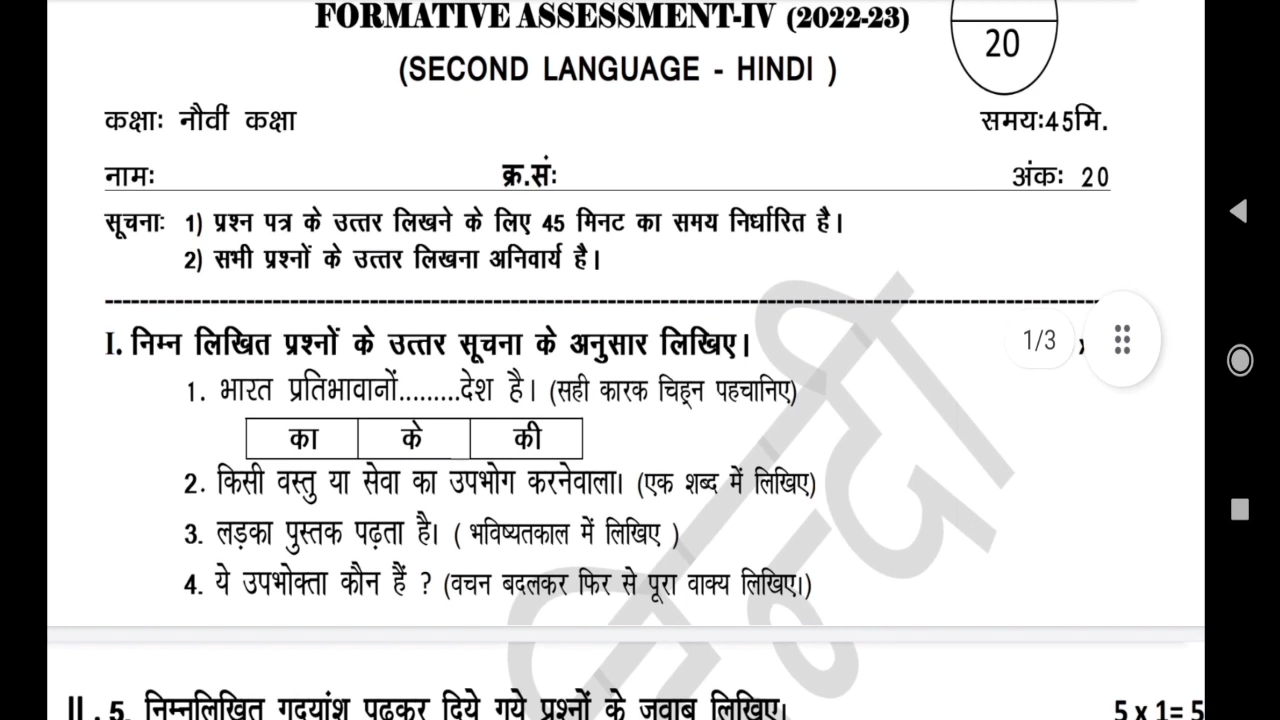 FORMATIVE ASSESSMENT-IV (2022-23)
20
(SECOND LANGUAGE - HINDI )
कक्षाः नौवीं कक्षा समयः45मि.
नामः क्र.संः अंकः 20
सूचनाः 1) प्रश्न पत्र के उत्तर लिखने के लिए 45 मिनट का समय निर्धारित है।
2) सभी प्रश्नों के उत्तर लिखना अनिवार्य है।
I. निम्न लिखित प्रश्नों के उत्तर सूचना के अनुसार लिखिए।
1/3
1. भारत प्रतिभावानों.........देश है। (सही कारक चिह्न पहचानिए)
का के की
2. किसी वस्तु या सेवा का उपभोग करनेवाला। (एक शब्द में लिखिए)
3. लड़का पुस्तक पढ़ता है। ( भविष्यतकाल में लिखिए )
4. ये उपभोक्ता कौन हैं ? (वचन बदलकर फिर से पूरा वाक्य लिखिए।)
II . 5. निम्नलिखित गद्यांश पढकर दिये गये प्रश्नों के जवाब लिखिए। 5 x 1= 5